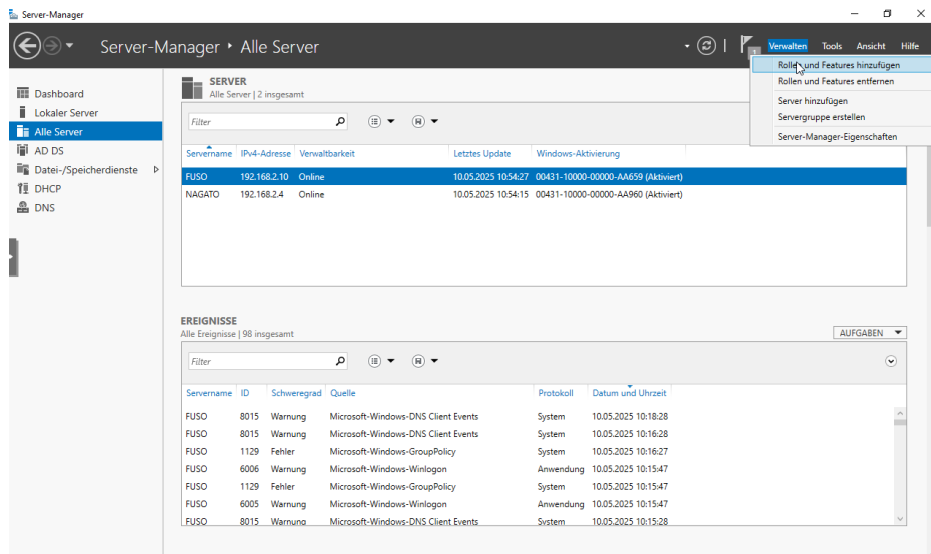 Server-Manager
Server-Manager ‣ Alle Server
1
Verwalten Tools Ansicht Hilfe
Rollen und Features hinzufügen
Rollen und Features entfernen
Server hinzufügen
Servergruppe erstellen
Server-Manager-Eigenschaften
Dashboard
Lokaler Server
Alle Server
AD DS
Datei-/Speicherdienste
DHCP
DNS
SERVER
Alle Server | 2 insgesamt
Filter
Servername IPv4-Adresse Verwaltbarkeit Letztes Update Windows-Aktivierung
FUSO 192.168.2.10 Online 10.05.2025 10:54:27 00431-10000-00000-AA659 (Aktiviert)
NAGATO 192.168.2.4 Online 10.05.2025 10:54:15 00431-10000-00000-AA960 (Aktiviert)
EREIGNISSE
Alle Ereignisse | 98 insgesamt
AUFGABEN
Filter
Servername ID Schweregrad Quelle Protokoll Datum und Uhrzeit
FUSO 8015 Warnung Microsoft-Windows-DNS Client Events System 10.05.2025 10:18:28
FUSO 8015 Warnung Microsoft-Windows-DNS Client Events System 10.05.2025 10:16:28
FUSO 1129 Fehler Microsoft-Windows-GroupPolicy System 10.05.2025 10:16:27
FUSO 6006 Warnung Microsoft-Windows-Winlogon Anwendung 10.05.2025 10:15:47
FUSO 1129 Fehler Microsoft-Windows-GroupPolicy System 10.05.2025 10:15:47
FUSO 6005 Warnung Microsoft-Windows-Winlogon Anwendung 10.05.2025 10:15:47
FUSO 8015 Warnung Microsoft-Windows-DNS Client Events System 10.05.2025 10:15:28